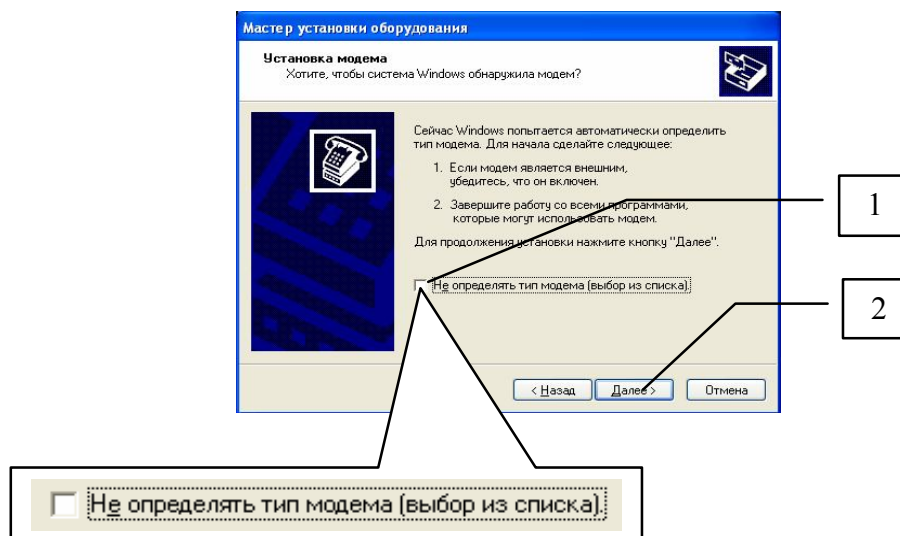 Мастер установки оборудования
Установка модема
Хотите, чтобы система Windows обнаружила модем?
Сейчас Windows попытается автоматически определить
тип модема. Для начала сделайте следующее:
1. Если модем является внешним,
убедитесь, что он включен.
2. Завершите работу со всеми программами,
которые могут использовать модем.
Для продолжения установки нажмите кнопку "Далее".
Не определять тип модема (выбор из списка).
< Назад
Далее >
Отмена
1
2
Не определять тип модема (выбор из списка).